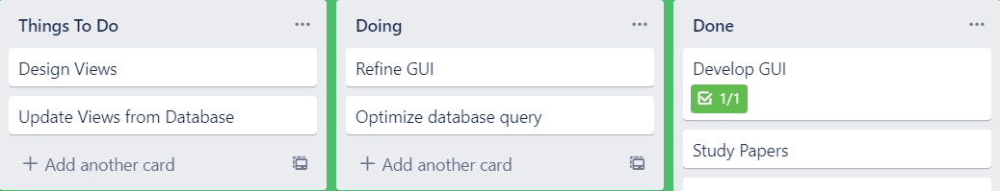 Things To Do
Design Views
Update Views from Database
+ Add another card
Doing
Refine GUI
Optimize database query
+ Add another card
Done
Develop GUI
1/1
Study Papers